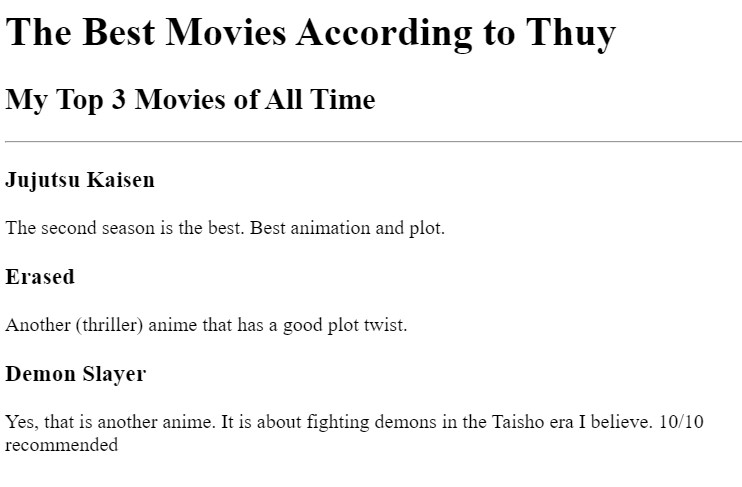 The Best Movies According to Thuy
My Top 3 Movies of All Time
Jujutsu Kaisen
The second season is the best. Best animation and plot.
Erased
Another (thriller) anime that has a good plot twist.
Demon Slayer
Yes, that is another anime. It is about fighting demons in the Taisho era I believe. 10/10
recommended